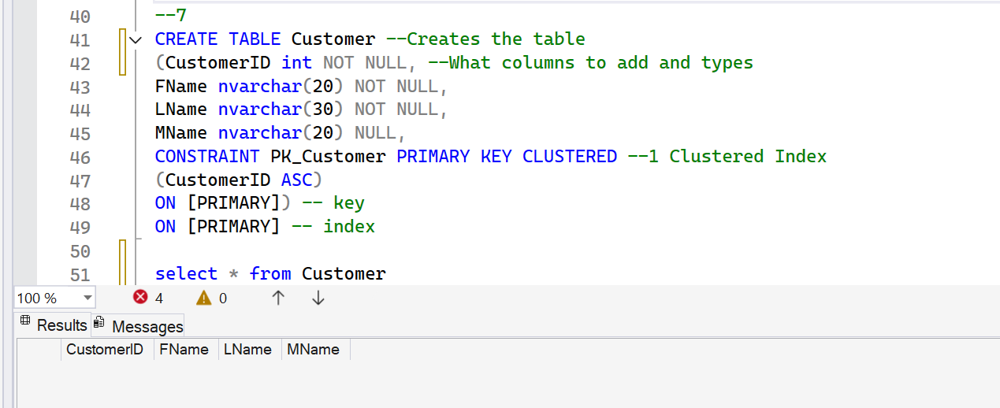 40 --7
41 CREATE TABLE Customer --Creates the table
42 (CustomerID int NOT NULL, --What columns to add and types
43 FName nvarchar(20) NOT NULL,
44 LName nvarchar(30) NOT NULL,
45 MName nvarchar(20) NULL,
46 CONSTRAINT PK_Customer PRIMARY KEY CLUSTERED --1 Clustered Index
47 (CustomerID ASC)
48 ON [PRIMARY]) -- key
49 ON [PRIMARY] -- index
50
51 select * from Customer
100 % 4 0
Results Messages
CustomerID FName LName MName